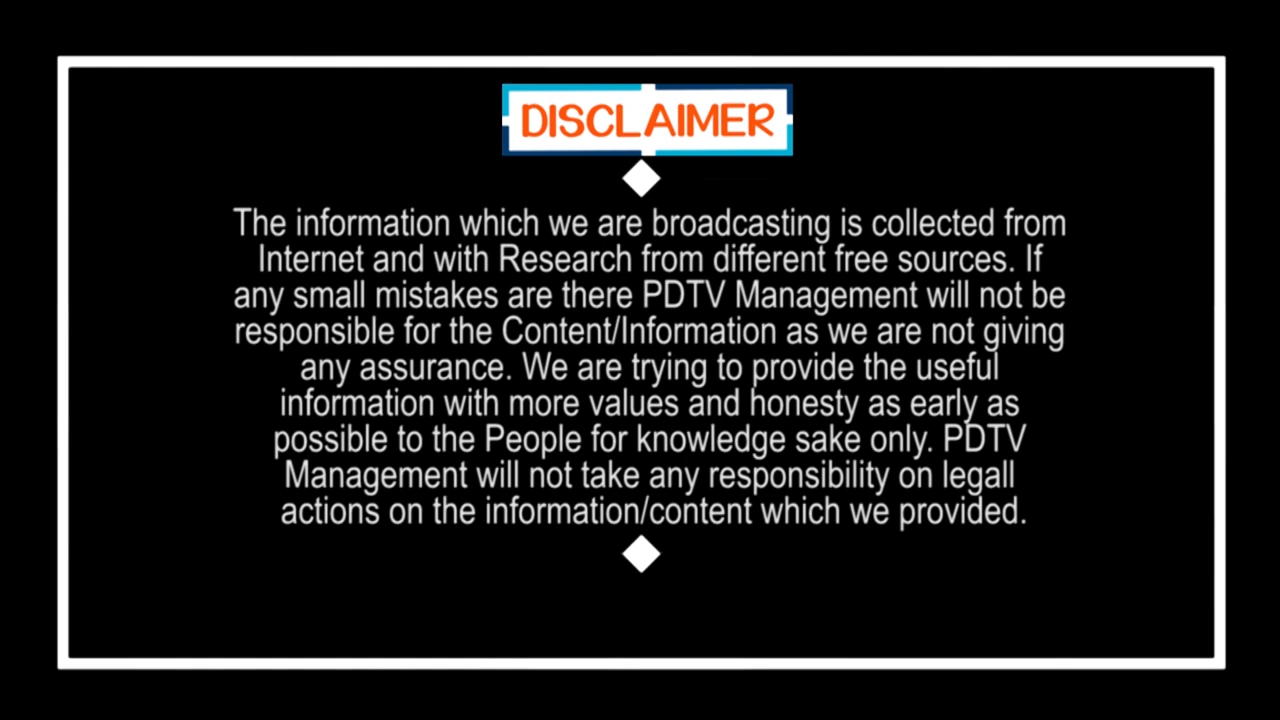 DISCLAIMER
The information which we are broadcasting is collected from
Internet and with Research from different free sources. If
any small mistakes are there PDTV Management will not be
responsible for the Content/Information as we are not giving
any assurance. We are trying to provide the useful
information with more values and honesty as early as
possible to the People for knowledge sake only. PDTV
Management will not take any responsibility on legall
actions on the information/content which we provided.